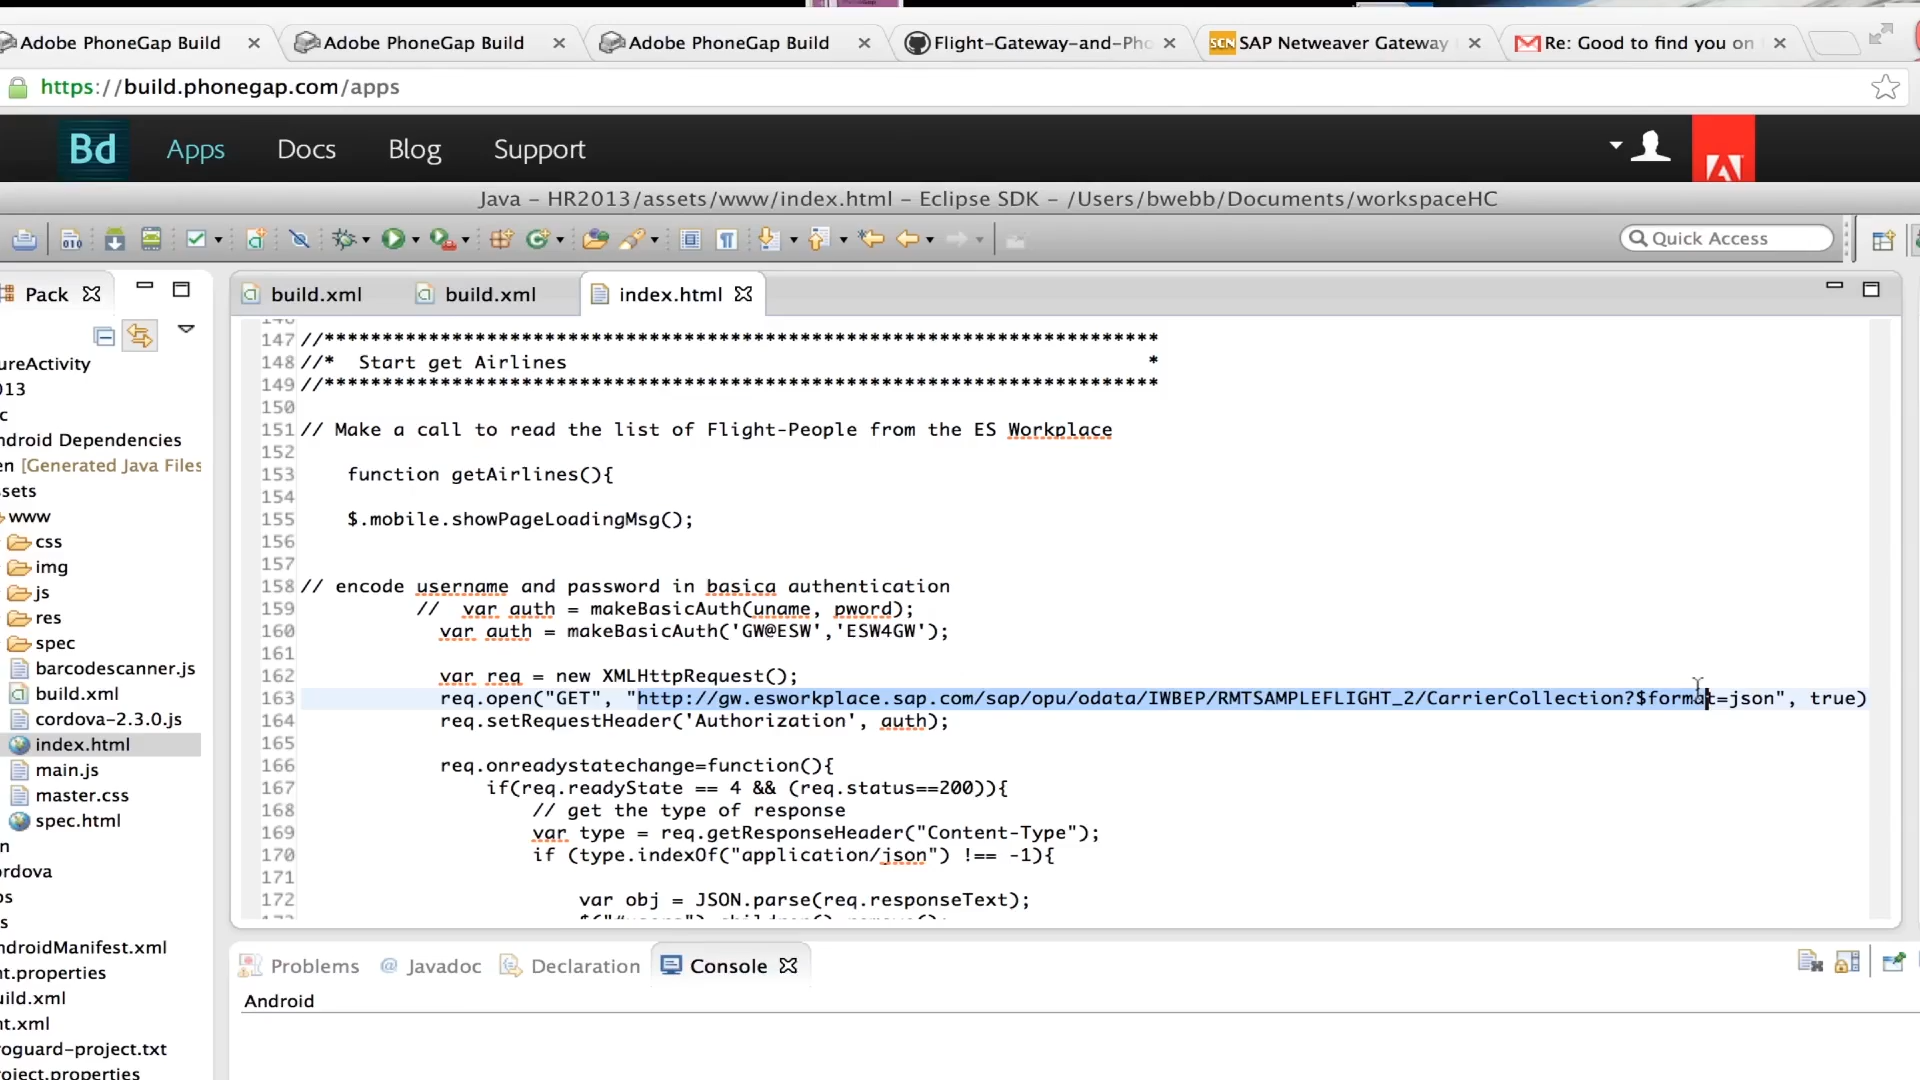 Adobe PhoneGap Build
Adobe PhoneGap Build
Adobe PhoneGap Build
Flight-Gateway-and-Pho
SCN SAP Netweaver Gateway
Re: Good to find you on
https://build.phonegap.com/apps
Bd Apps Docs Blog Support
Java – HR2013/assets/www/index.html – Eclipse SDK – /Users/bwebb/Documents/workspaceHC
Quick Access
Pack
build.xml
build.xml
index.html
ureActivity
013
c
ndroid Dependencies
en [Generated Java Files
ssets
www
css
img
js
res
spec
barcodescanner.js
build.xml
cordova-2.3.0.js
index.html
main.js
master.css
spec.html
n
ordova
os
s
ndroidManifest.xml
nt.properties
uild.xml
nt.xml
roguard-project.txt
roject.properties
147 //************************************************************************
148 //*  Start get Airlines                                                   *
149 //************************************************************************
150
151 // Make a call to read the list of Flight-People from the ES Workplace
152
153     function getAirlines(){
154
155     $.mobile.showPageLoadingMsg();
156
157
158 // encode username and password in basica authentication
159           //  var auth = makeBasicAuth(uname, pword);
160             var auth = makeBasicAuth('GW@ESW','ESW4GW');
161
162             var req = new XMLHttpRequest();
163             req.open("GET", "http://gw.esworkplace.sap.com/sap/opu/odata/IWBEP/RMTSAMPLEFLIGHT_2/CarrierCollection?$format=json", true)
164             req.setRequestHeader('Authorization', auth);
165
166             req.onreadystatechange=function(){
167                 if(req.readyState == 4 && (req.status==200)){
168                     // get the type of response
169                     var type = req.getResponseHeader("Content-Type");
170                     if (type.indexOf("application/json") !== -1){
171
172                         var obj = JSON.parse(req.responseText);
Problems @ Javadoc Declaration Console
Android